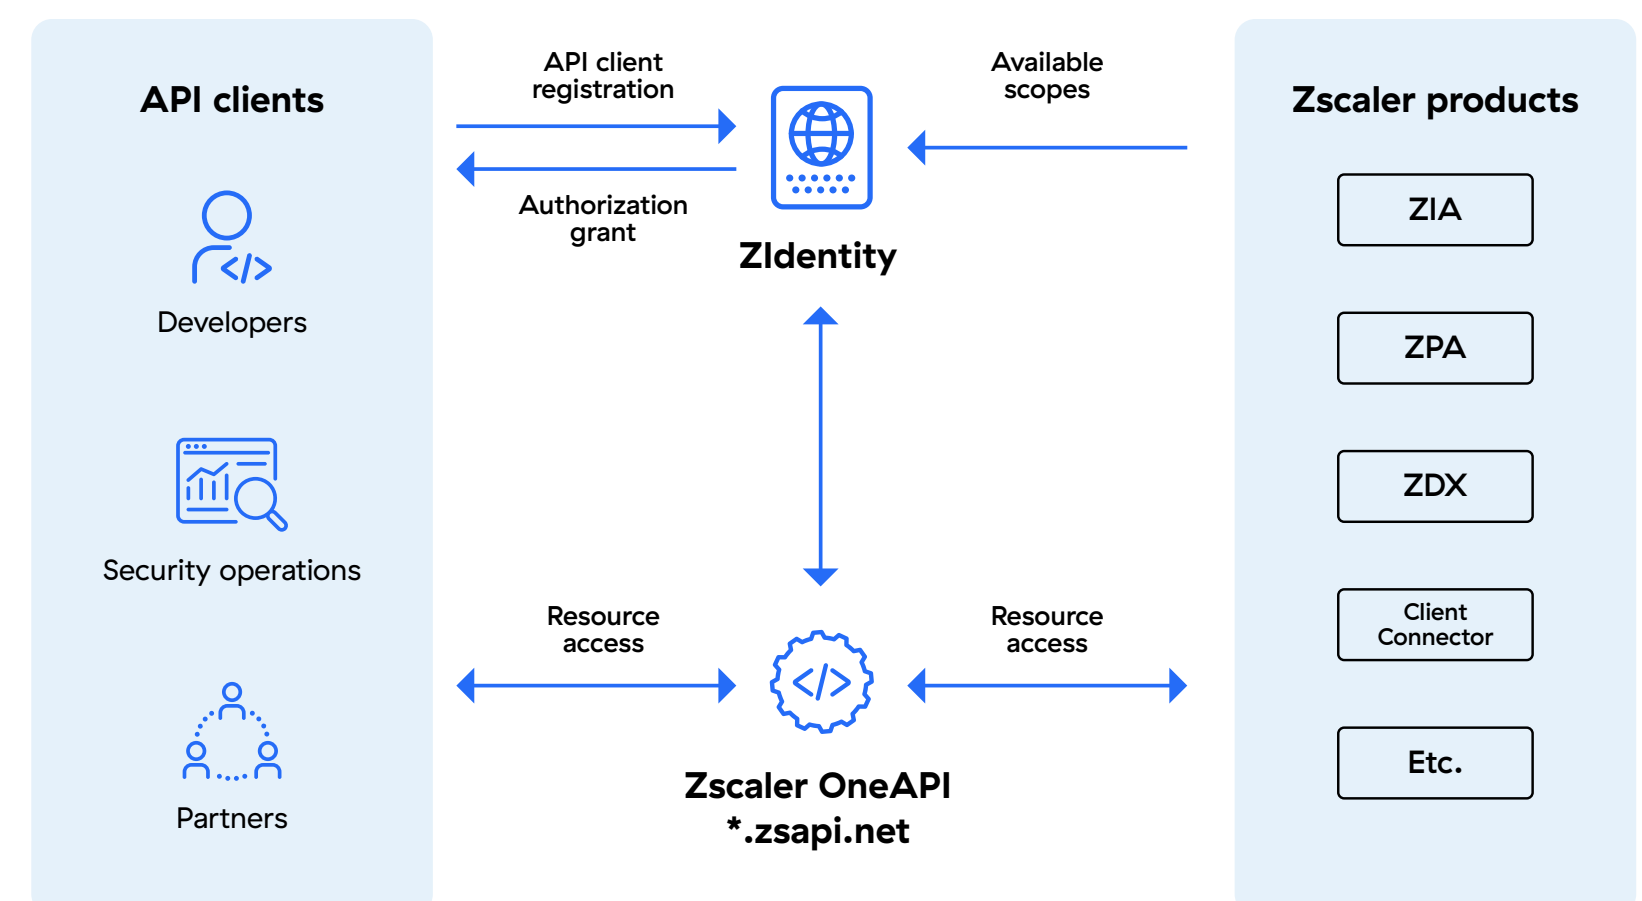 API clients
Developers
Security operations
Partners
API client
registration
Authorization
grant
Available
scopes
ZIdentity
Resource
access
Resource
access
Zscaler OneAPI
*.zsapi.net
Zscaler products
ZIA
ZPA
ZDX
Client
Connector
Etc.